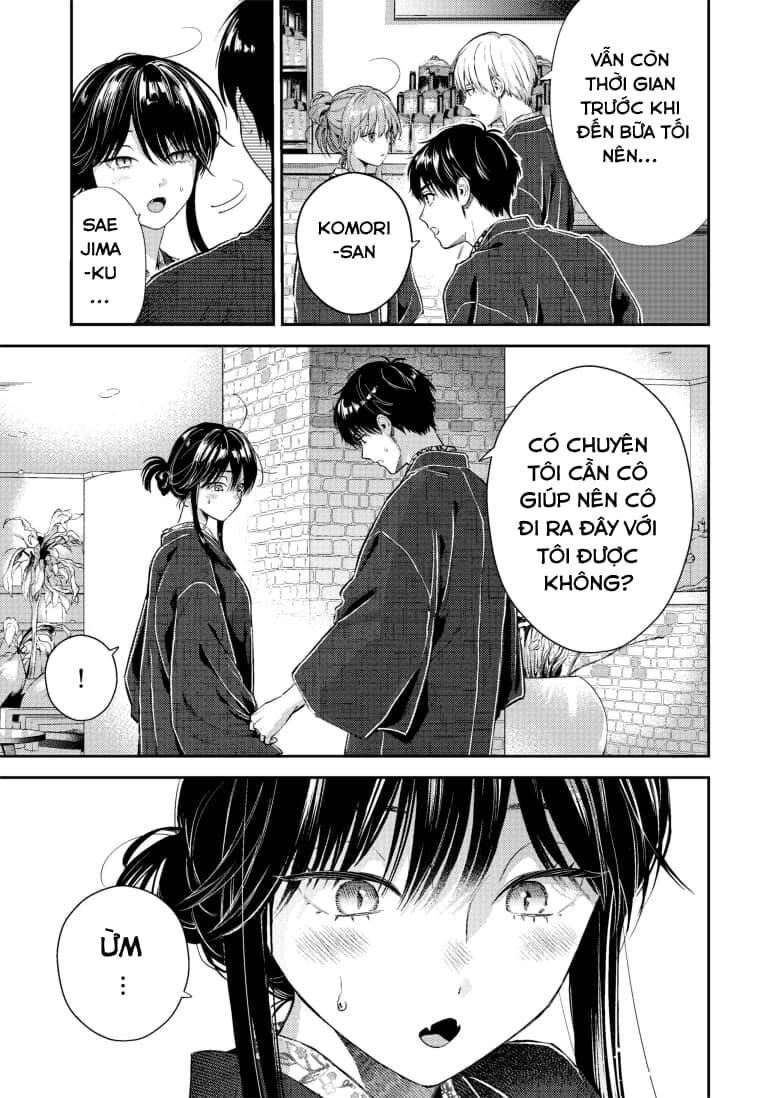 VẪN CÒN
THỜI GIAN
TRƯỚC KHI
ĐẾN BỮA TỐI
NÊN...
KOMORI
-SAN
SAE
JIMA
-KU
...
CÓ CHUYỆN
TÔI CẦN CÔ
GIÚP NÊN CÔ
ĐI RA ĐÂY VỚI
TÔI ĐƯỢC
KHÔNG?
!
ỪM
...